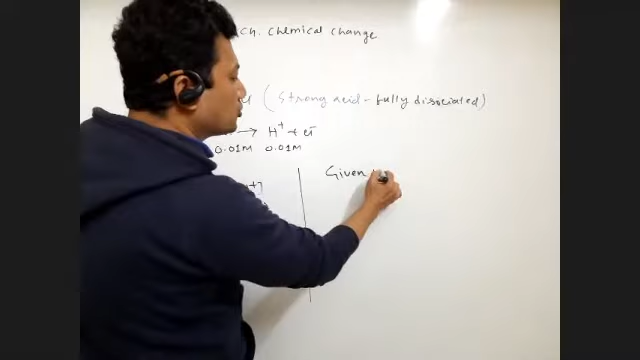 Ch. Chemical Change
(Strong acid - fully dissociated)
→ H⁺ + Cl⁻
0.01M 0.01M
Given